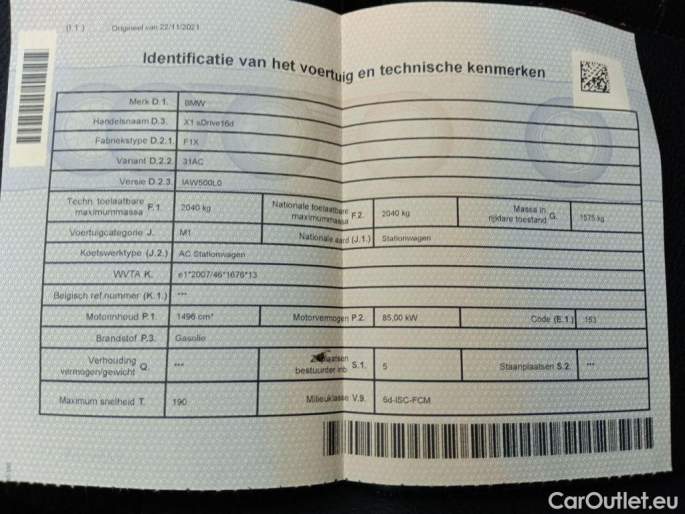 (I.1.) Origineel van 22/11/2021
Identificatie van het voertuig en technische kenmerken
Merk D.1. BMW
Handelsnaam D.3. X1 sDrive16d
Fabriekstype D.2.1. F1X
Variant D.2.2. 31AC
Versie D.2.3. IAW500L0
Techn. toelaatbare maximummassa F.1. 2040 kg Nationale toelaatbare maximummassa F.2. 2040 kg Massa in rijklare toestand G. 1575 kg
Voertuigcategorie J. M1 Nationale aard (J.1.) Stationwagen
Koetswerktype (J.2.) AC Stationwagen
WVTA K. e1*2007/46*1676*13
Belgisch ref.nummer (K.1.) ***
Motorinhoud P.1. 1496 cm³ Motorvermogen P.2. 85,00 kW Code (E.1.) 153
Brandstof P.3. Gasolie
Verhouding vermogen/gewicht Q. *** bestuurder inb. S.1. 5 Staanplaatsen S.2. ***
Maximum snelheid T. 190 Milieuklasse V.9. 6d-ISC-FCM
CarOutlet.eu